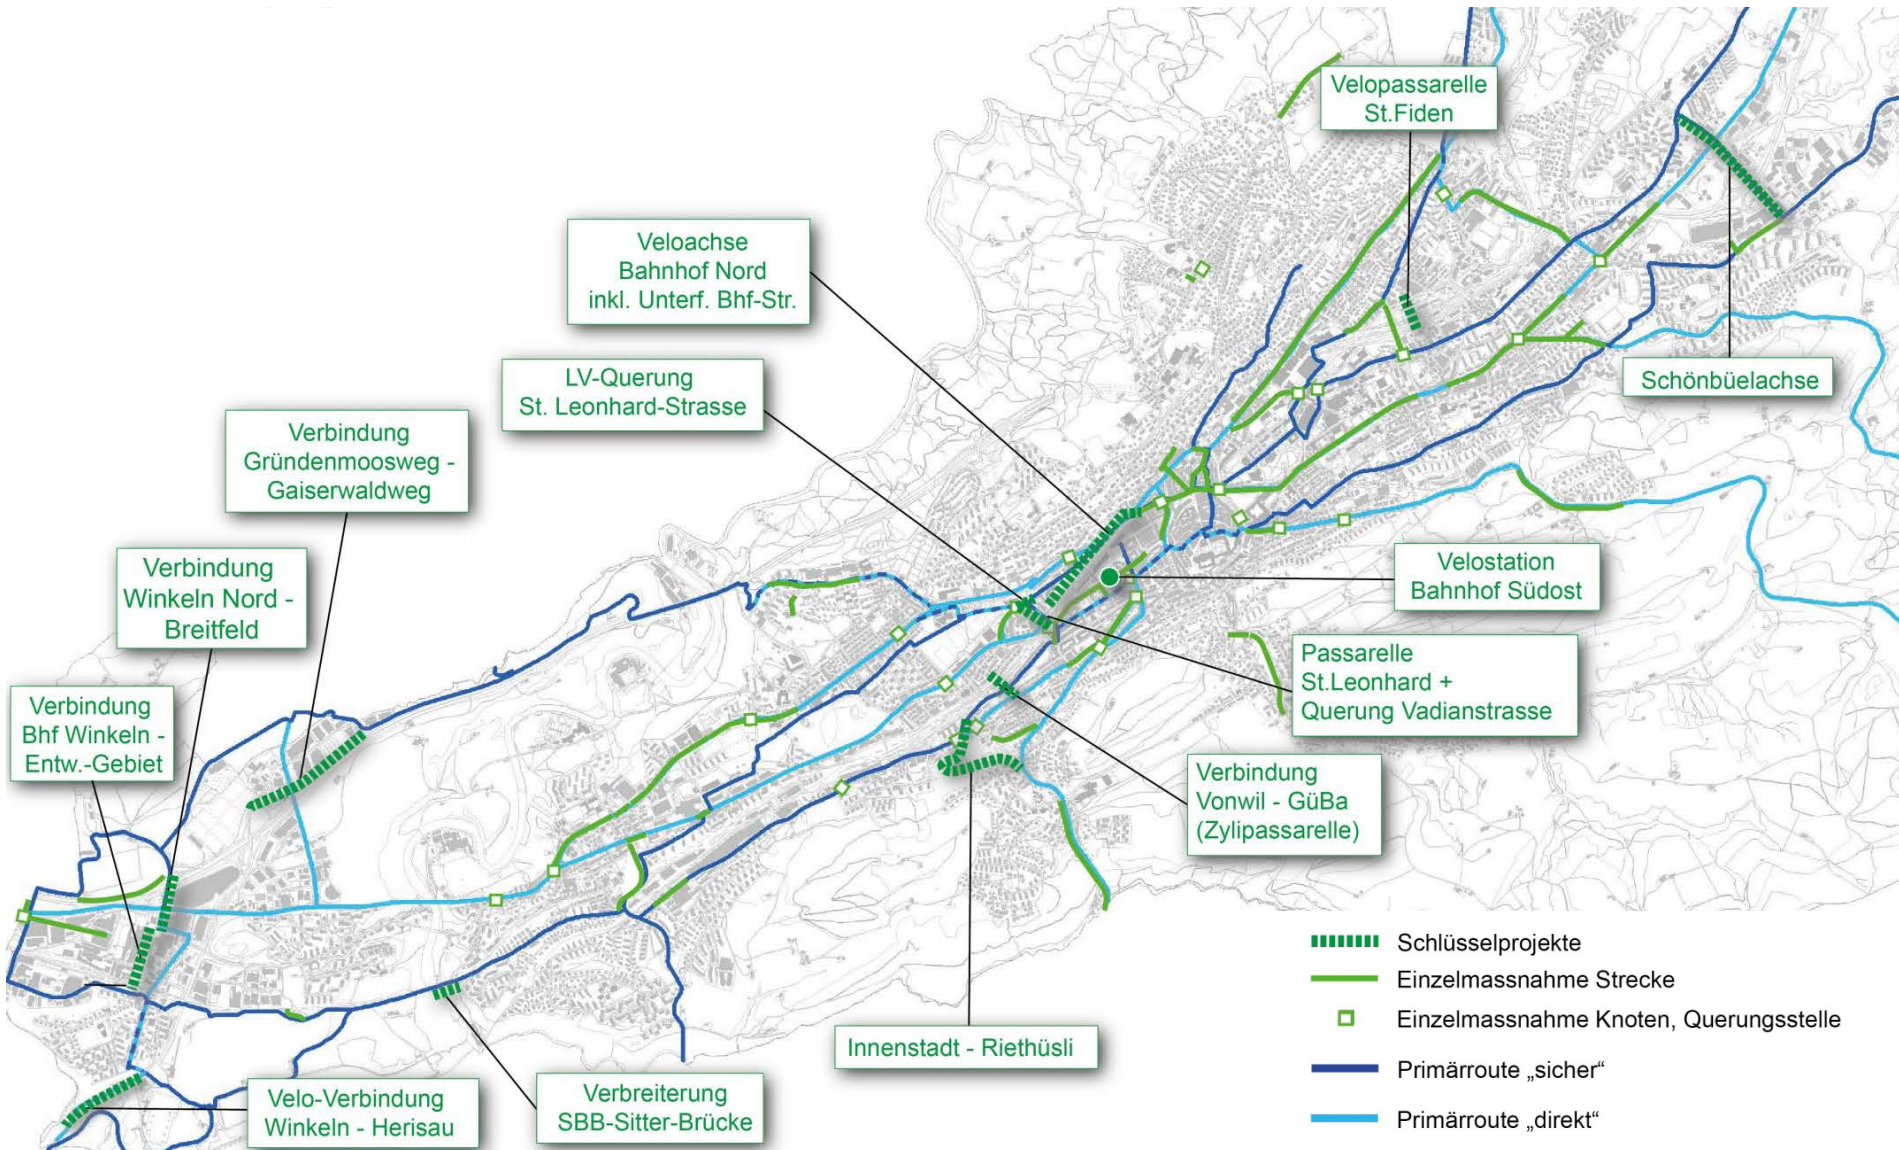 Velopassarelle
St.Fiden
Veloachse
Bahnhof Nord
inkl. Unterf. Bhf-Str.
LV-Querung
St. Leonhard-Strasse
Schönbüelachse
Verbindung
Gründenmoosweg -
Gaiserwaldweg
Verbindung
Winkeln Nord -
Breitfeld
Velostation
Bahnhof Südost
Passarelle
St.Leonhard +
Querung Vadianstrasse
Verbindung
Bhf Winkeln -
Entw.-Gebiet
Verbindung
Vonwil - GüBa
(Zylipassarelle)
Innenstadt - Riethüsli
Velo-Verbindung
Winkeln - Herisau
Verbreiterung
SBB-Sitter-Brücke
Schlüsselprojekte
Einzelmassnahme Strecke
Einzelmassnahme Knoten, Querungsstelle
Primärroute „sicher“
Primärroute „direkt“